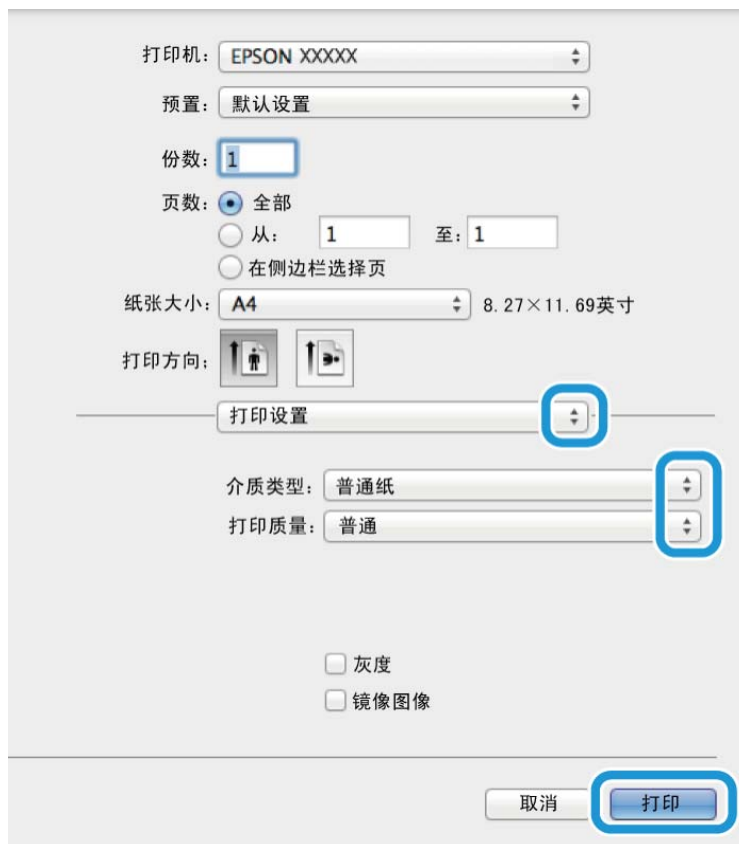 打印机: EPSON XXXXX
预置: 默认设置
份数: 1
页数: 全部
从: 1 至: 1
在侧边栏选择页
纸张大小: A4 8.27×11.69英寸
打印方向:
打印设置
介质类型: 普通纸
打印质量: 普通
灰度
镜像图像
取消 打印